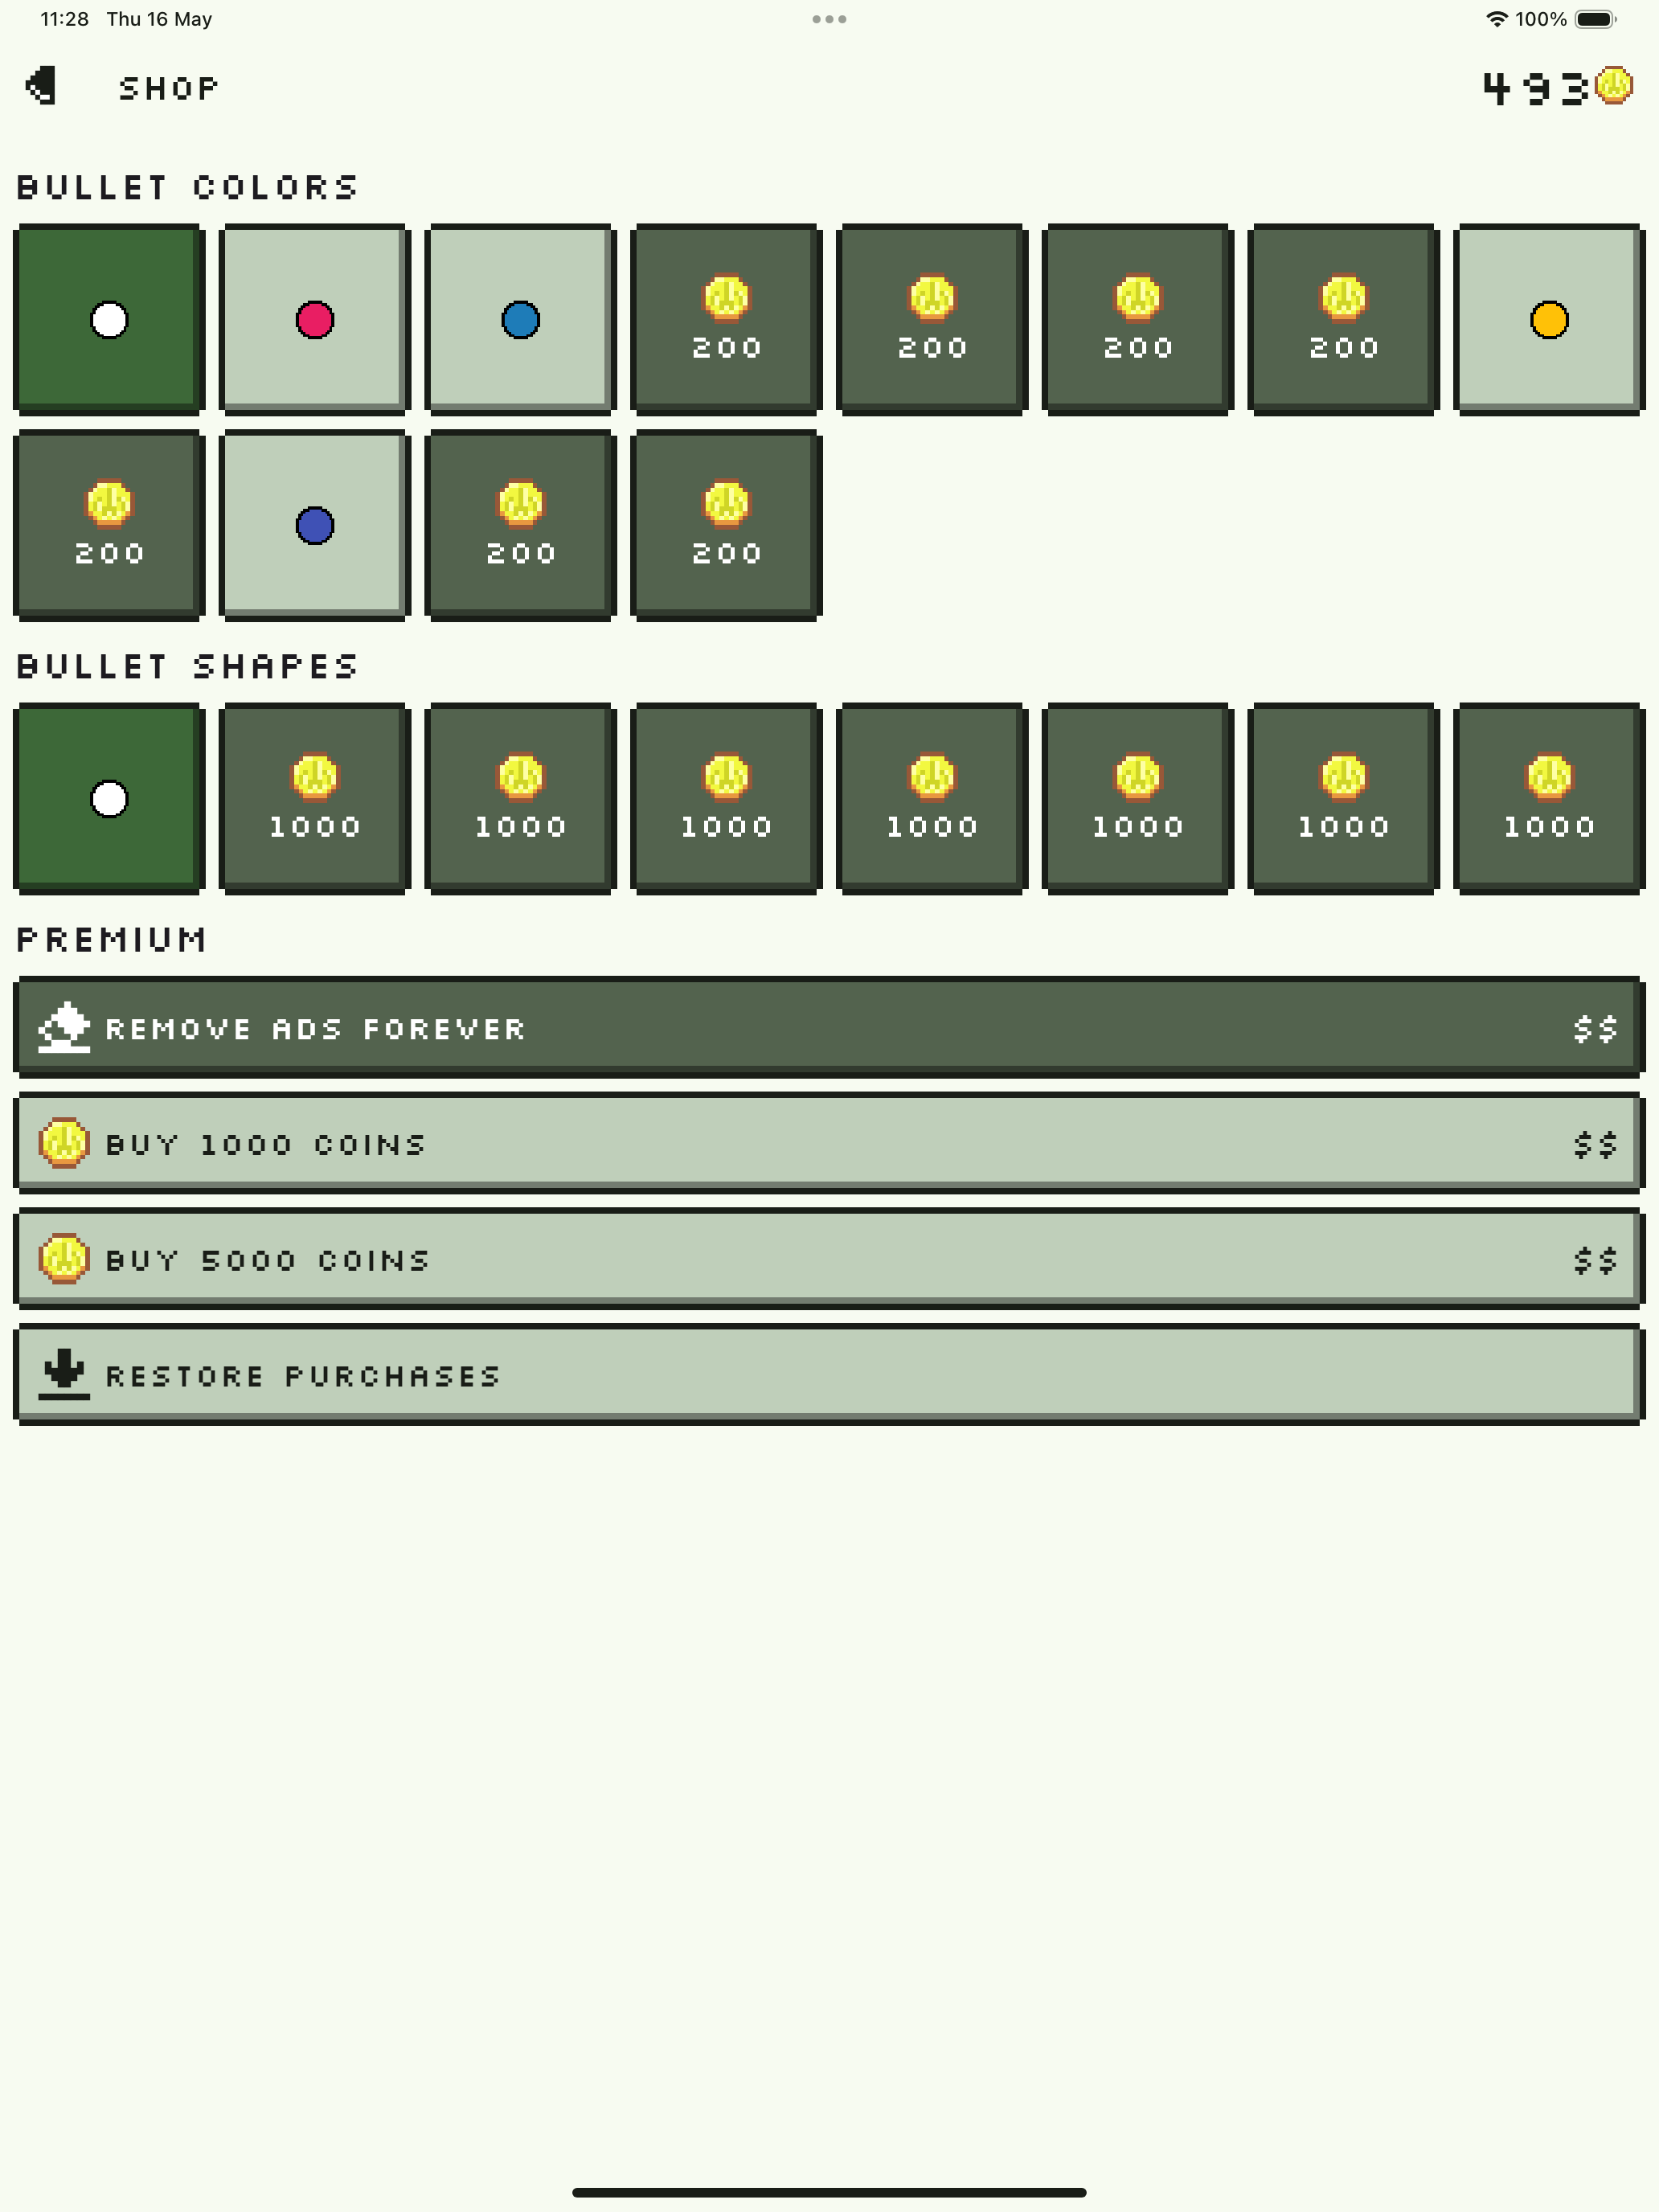 11:28 Thu 16 May 100%
SHOP 493
BULLET COLORS
200 200 200 200
200 200 200
BULLET SHAPES
1000 1000 1000 1000 1000 1000 1000
PREMIUM
REMOVE ADS FOREVER $$
BUY 1000 COINS $$
BUY 5000 COINS $$
RESTORE PURCHASES